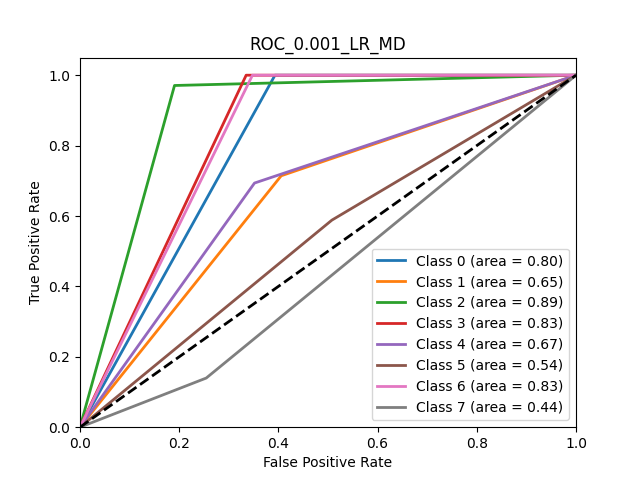 ROC_0.001_LR_MD
True Positive Rate
1.0
0.8
0.6
0.4
0.2
0.0
Class 0 (area = 0.80)
Class 1 (area = 0.65)
Class 2 (area = 0.89)
Class 3 (area = 0.83)
Class 4 (area = 0.67)
Class 5 (area = 0.54)
Class 6 (area = 0.83)
Class 7 (area = 0.44)
0.0 0.2 0.4 0.6 0.8 1.0
False Positive Rate